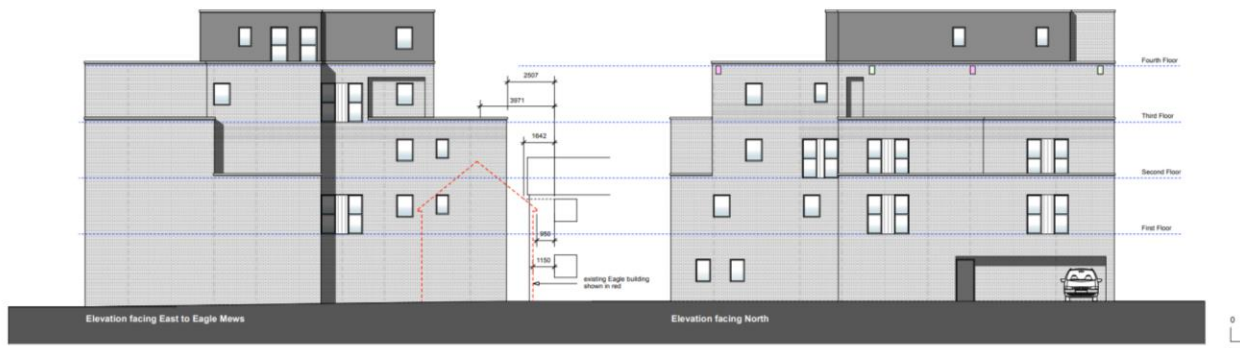 Fourth Floor
2507
3971
Third Floor
1642
Second Floor
950
First Floor
1150
existing Eagle building
shown in red
Elevation facing East to Eagle Mews
Elevation facing North
0